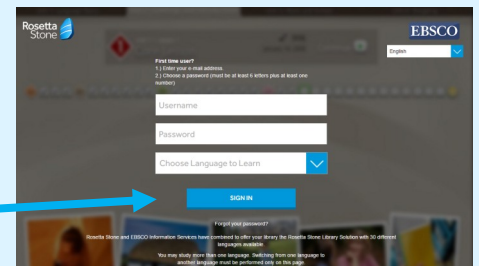 Rosetta
Stone
EBSCO
English
First time user?
1.) Enter your e-mail address.
2.) Choose a password (must be at least 6 letters plus at least one
number)
Username
Password
Choose Language to Learn
SIGN IN
Forgot your password?
Rosetta Stone and EBSCO Information Services have combined to offer your library the Rosetta Stone Library Solution with 30 different
languages available.
You may study more than one language. Switching from one language to
another language must be performed only on this page.